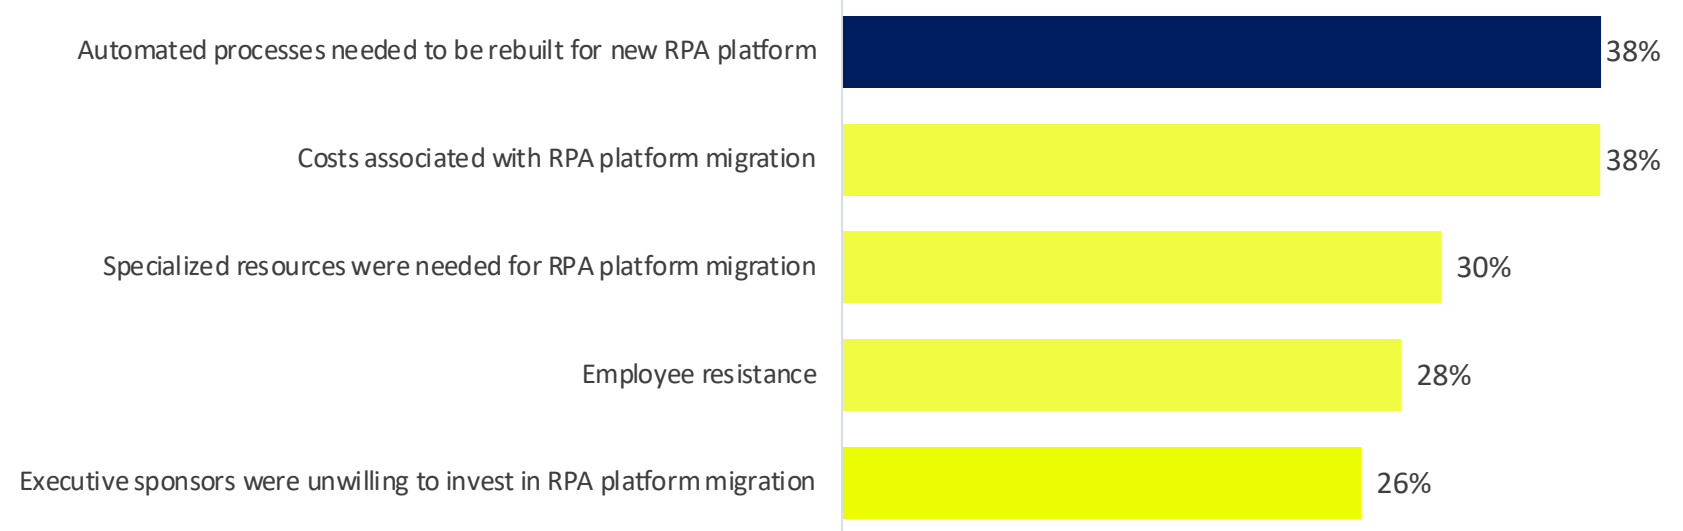 Automated processes needed to be rebuilt for new RPA platform 38%
Costs associated with RPA platform migration 38%
Specialized resources were needed for RPA platform migration 30%
Employee resistance 28%
Executive sponsors were unwilling to invest in RPA platform migration 26%